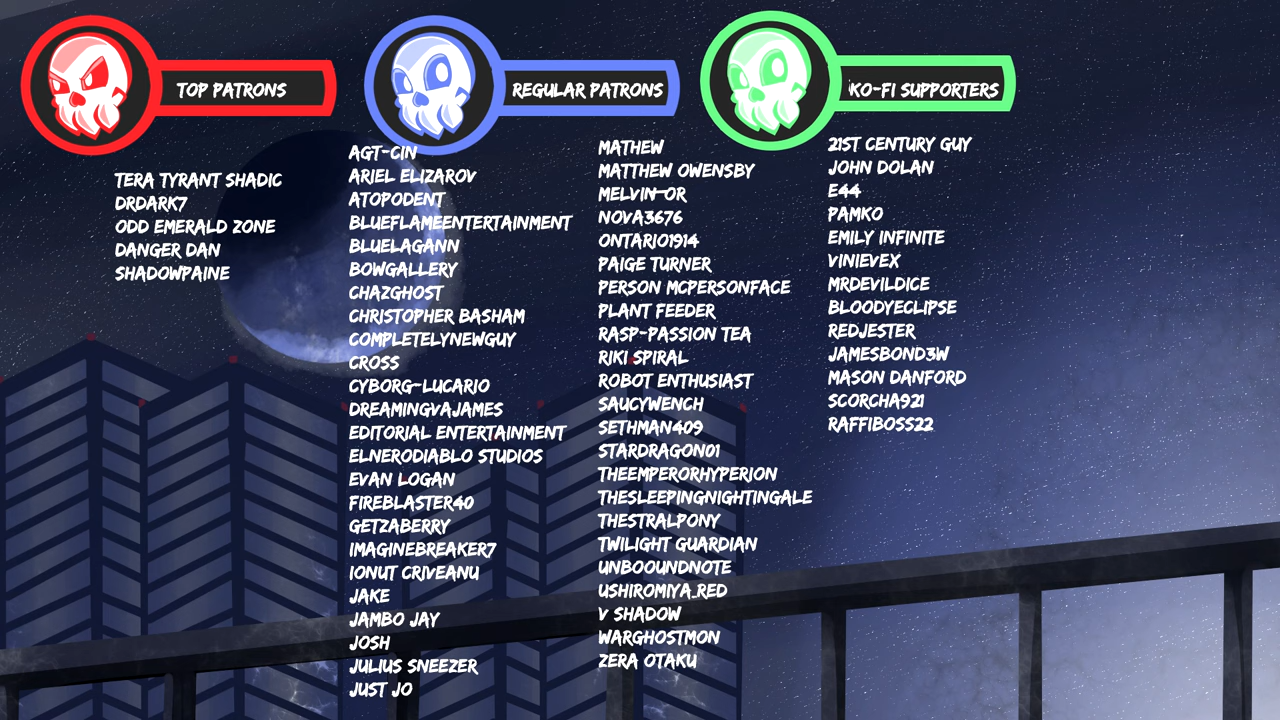 TOP PATRONS
TERA TYRANT SHADIC
DRDARK7
ODD EMERALD ZONE
DANGER DAN
SHADOWPAINE
REGULAR PATRONS
AGT-CIN
ARIEL ELIZAROV
ATOPODENT
BLUEFLAMEENTERTAINMENT
BLUELAGANN
BOWGALLERY
CHAZGHOST
CHRISTOPHER BASHAM
COMPLETELYNEWGUY
CROSS
CYBORG-LUCARIO
DREAMINGVAJAMES
EDITORIAL ENTERTAINMENT
ELNERODIABLO STUDIOS
EVAN LOGAN
FIREBLASTER40
GETZABERRY
IMAGINEBREAKER7
IONUT CRIVEANU
JAKE
JAMBO JAY
JOSH
JULIUS SNEEZER
JUST JO
MATHEW
MATTHEW OWENSBY
MELVIN-OR
NOVA3676
ONTARIO1914
PAIGE TURNER
PERSON MCPERSONFACE
PLANT FEEDER
RASP-PASSION TEA
RIKI SPIRAL
ROBOT ENTHUSIAST
SAUCYWENCH
SETHMAN409
STARDRAGON01
THEEMPERORHYPERION
THESLEEPINGNIGHTINGALE
THESTRALPONY
TWILIGHT GUARDIAN
UNBOOUNDNOTE
USHIROMIYA_RED
V SHADOW
WARGHOSTMON
ZERA OTAKU
KO-FI SUPPORTERS
21ST CENTURY GUY
JOHN DOLAN
E44
PAMKO
EMILY INFINITE
VINIEVEX
MRDEVILDICE
BLOODYECLIPSE
REDJESTER
JAMESBOND3W
MASON DANFORD
SCORCHA921
RAFFIBOSS22